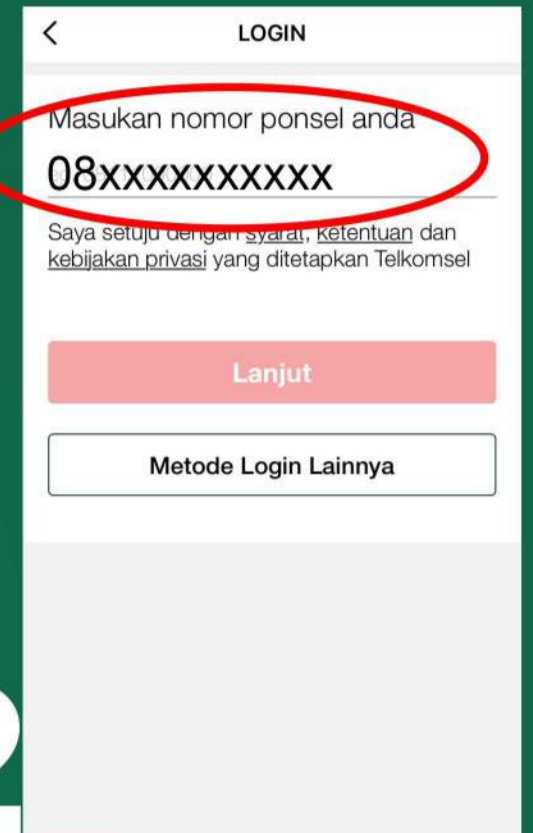 LOGIN
Masukan nomor ponsel anda
08xxxxxxxxxx
Saya setuju dengan syarat, ketentuan dan
kebijakan privasi yang ditetapkan Telkomsel
Lanjut
Metode Login Lainnya